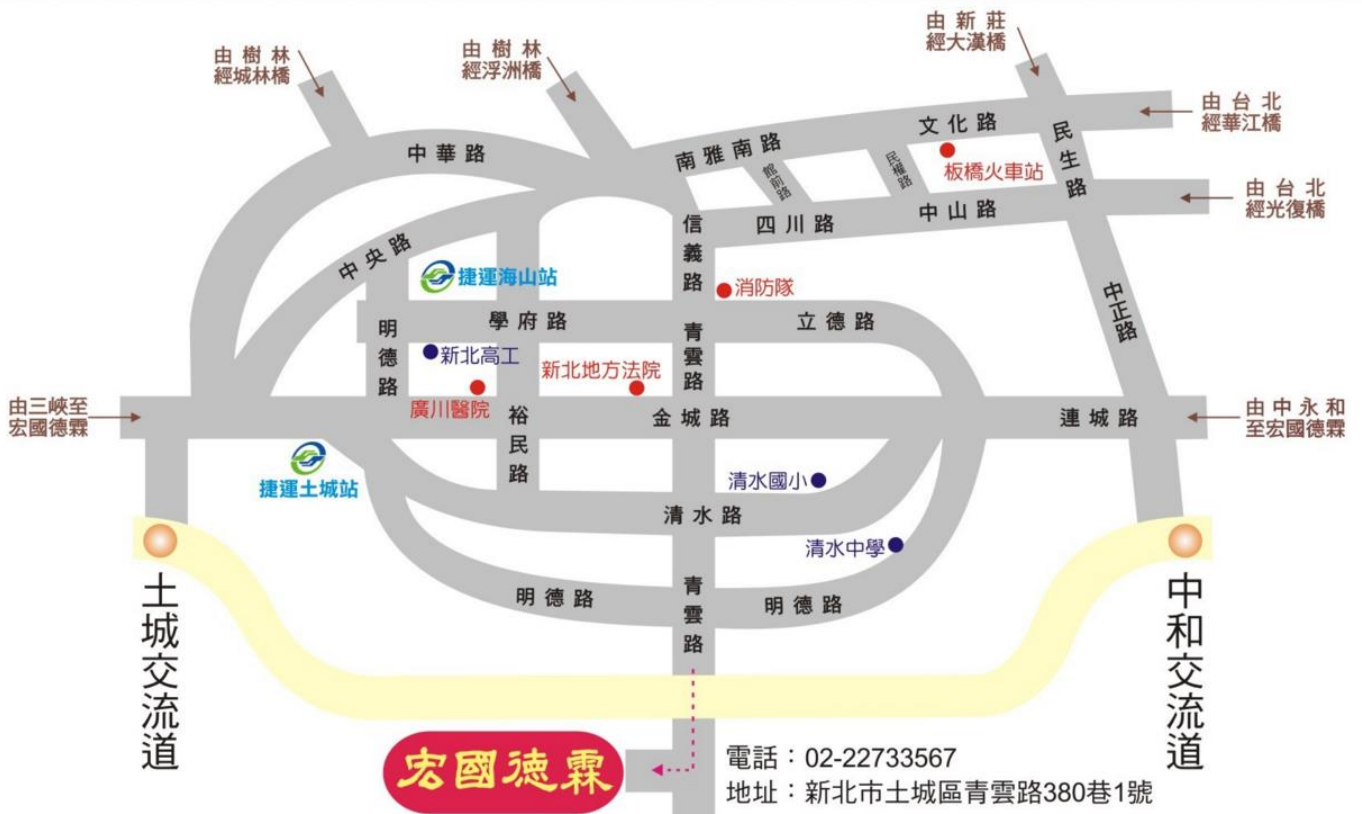 由新莊
經大漢橋
由樹林
經城林橋
由樹林
經浮洲橋
由台北
經華江橋
文化路
民生路
中華路
南雅南路
館前路
民權路
板橋火車站
由台北
經光復橋
信義路
四川路
中山路
中央路
捷運海山站
消防隊
中正路
學府路
立德路
明德路
青雲路
新北高工
新北地方法院
廣川醫院
由三峽至
宏國德霖
裕民路
金城路
連城路
由中永和
至宏國德霖
捷運土城站
清水國小
清水路
清水中學
明德路
青雲路
明德路
土城交流道
中和交流道
宏國德霖
電話：02-22733567
地址：新北市土城區青雲路380巷1號